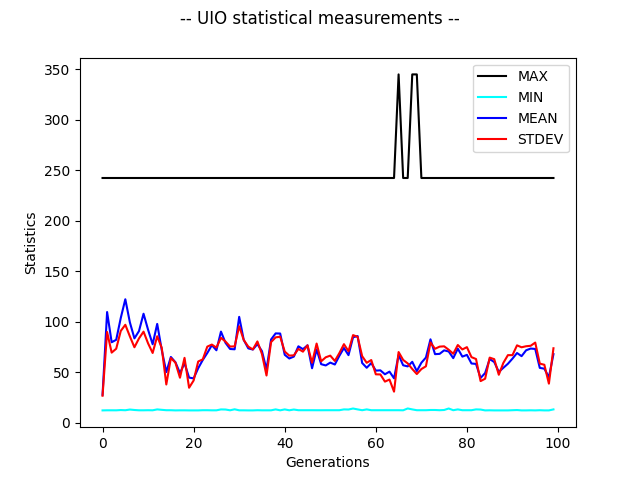 -- UIO statistical measurements --
350
300
250
200
150
100
50
0
Statistics
MAX
MIN
MEAN
STDEV
0 20 40 60 80 100
Generations